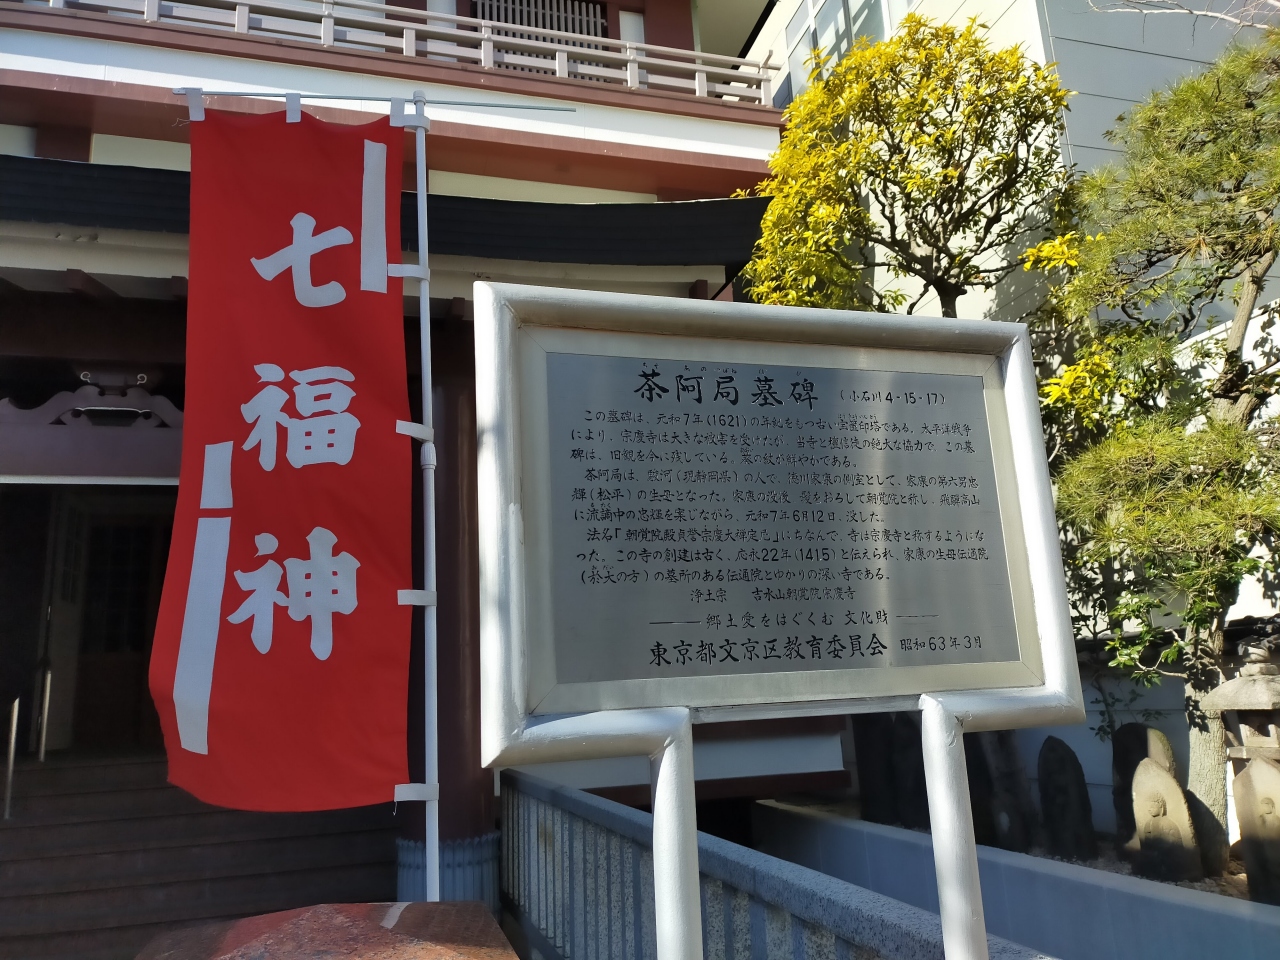 七福神
茶阿局墓碑 (小石川4-15-17)
この墓碑は、元和7年(1621)の年紀をもつ古い宝篋印塔である。太平洋戦争
により、宗慶寺は大きな被害を受けたが、当寺と檀信徒の絶大な協力で、この墓
碑は、旧観を今に残している。葵の紋が鮮やかである。
茶阿局は、駿河(現静岡県)の人で、徳川家康の側室として、家康の第六男忠
輝(松平)の生母となった。家康の没後、髪をおろして朝覚院と称し、飛騨高山
に流謫中の忠輝を案じながら、元和7年6月12日、没した。
法名「朝覚院殿貞誉宗慶大禅定尼」にちなんで、寺は宗慶寺と称するようにな
った。この寺の創建は古く、応永22年(1415)と伝えられ、家康の生母伝通院
(於大の方)の墓所のある伝通院とゆかりの深い寺である。
浄土宗 吉水山朝覚院宗慶寺
郷土愛をはぐくむ 文化財
東京都文京区教育委員会 昭和63年3月